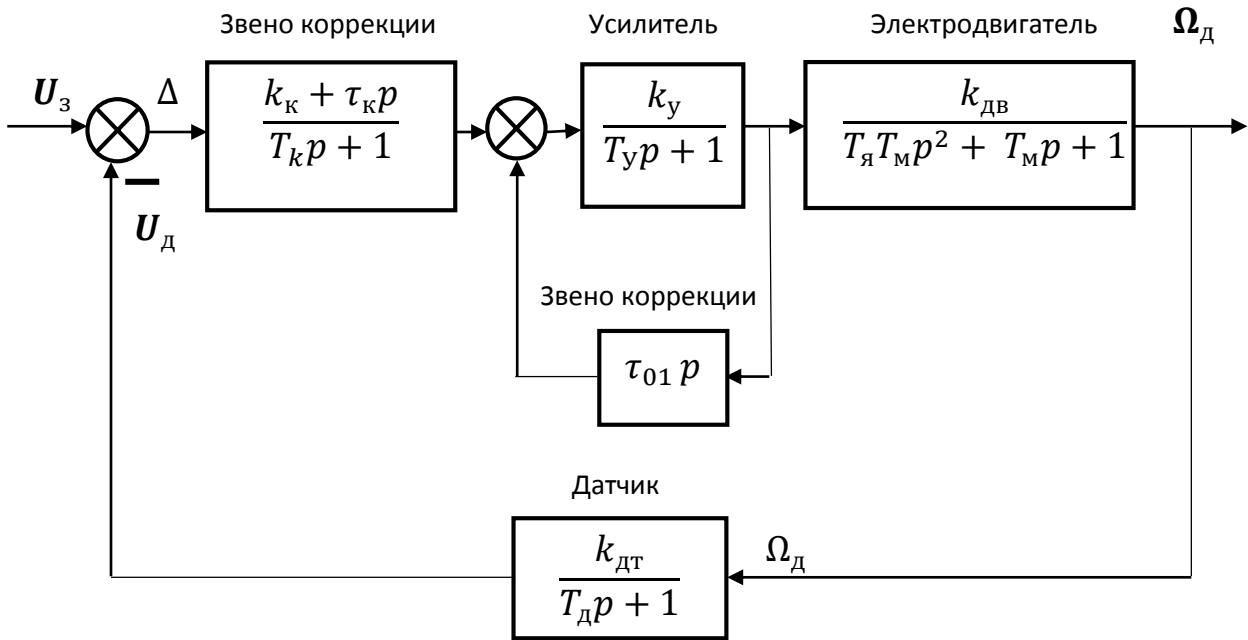 Звено коррекции
Усилитель
Электродвигатель
Ω_д
U_з
Δ
(k_к + τ_к p) / (T_k p + 1)
k_у / (T_у p + 1)
k_дв / (T_я T_м p² + T_м p + 1)
−
U_д
Звено коррекции
τ_01 p
Датчик
k_дт / (T_д p + 1)
Ω_д